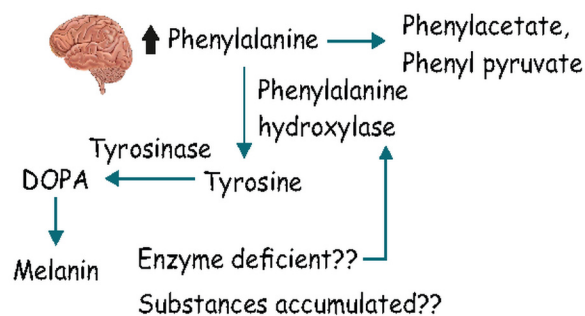 Phenylalanine
Phenylacetate,
Phenyl pyruvate
Phenylalanine
hydroxylase
Tyrosinase
DOPA
Tyrosine
Melanin
Enzyme deficient??
Substances accumulated??